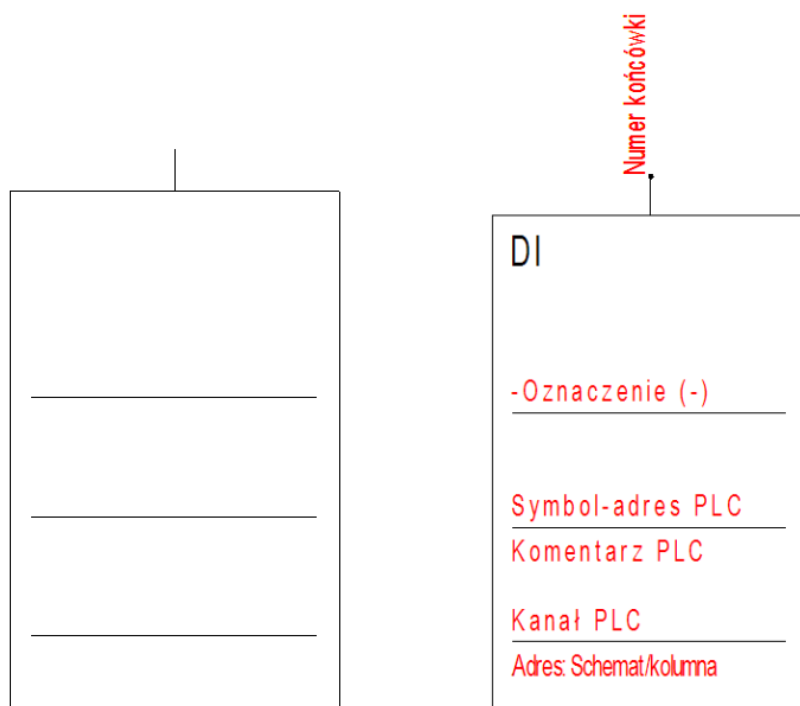 Numer końcówki
DI
-Oznaczenie (-)
Symbol-adres PLC
Komentarz PLC
Kanał PLC
Adres: Schemat/kolumna